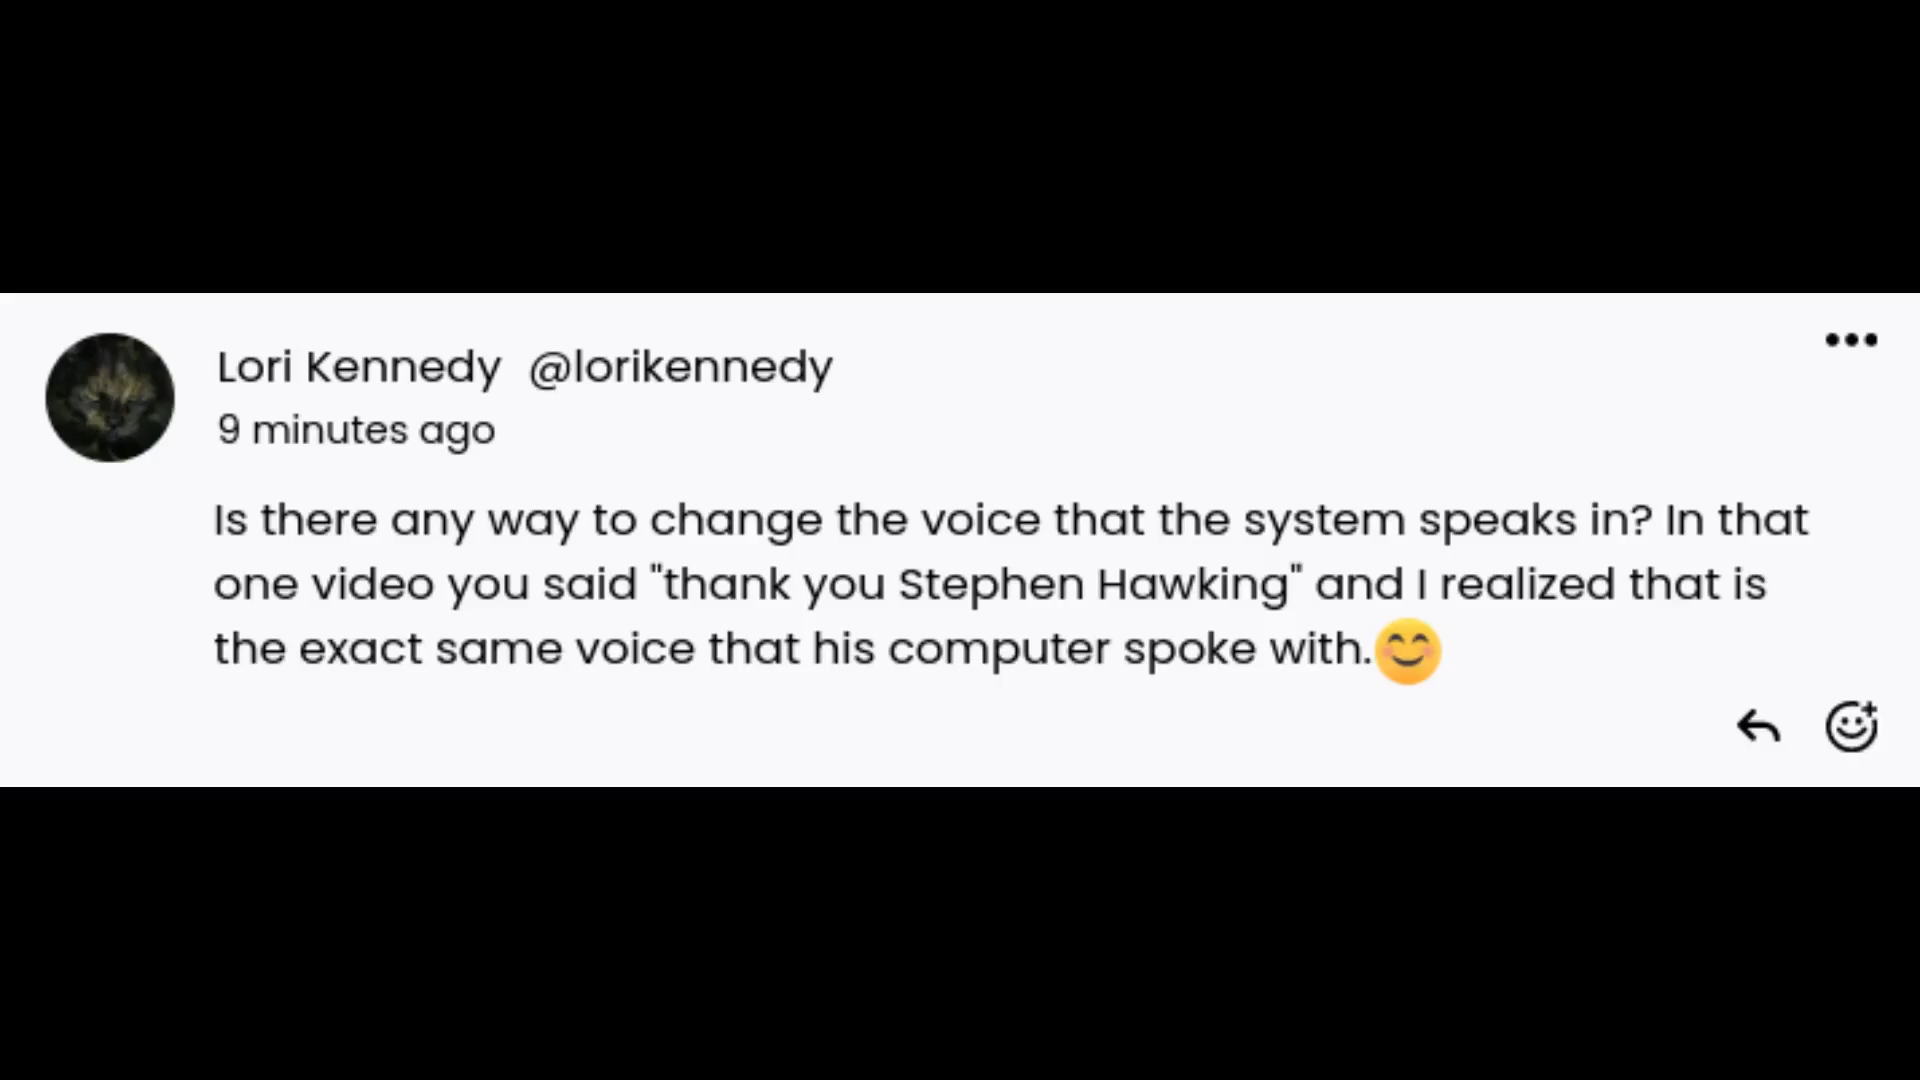 Lori Kennedy @lorikennedy
9 minutes ago
Is there any way to change the voice that the system speaks in? In that
one video you said "thank you Stephen Hawking" and I realized that is
the exact same voice that his computer spoke with.😊